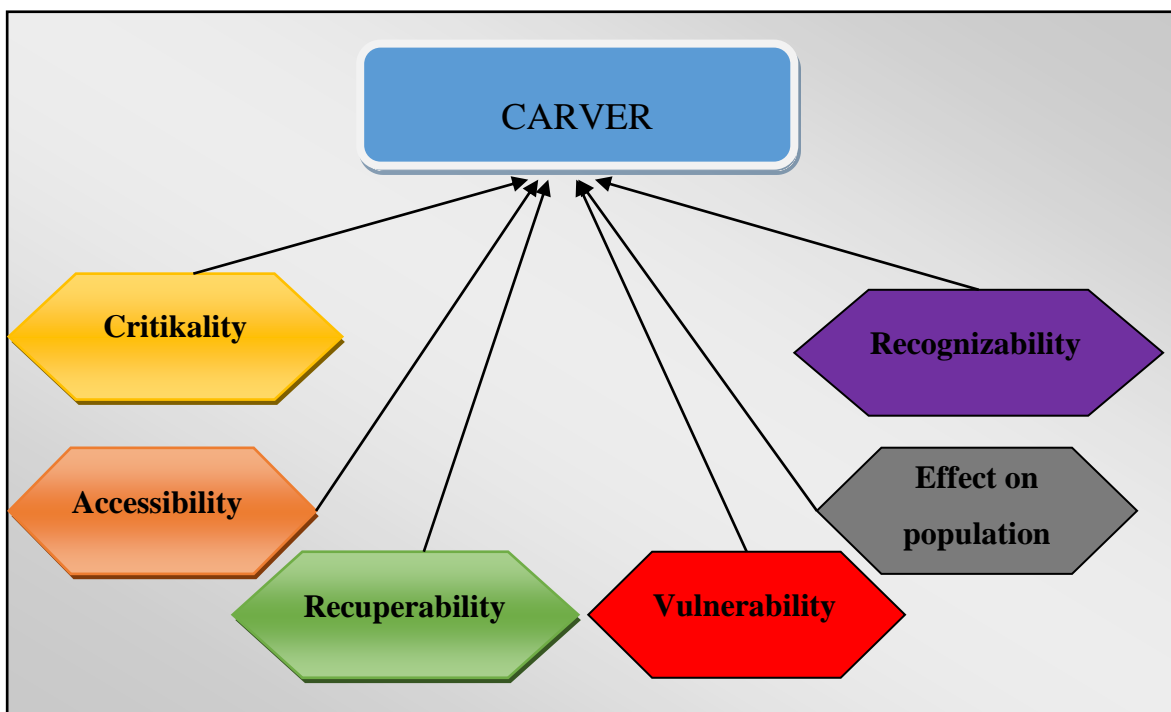 CARVER
Critikality
Recognizability
Accessibility
Effect on
population
Recuperability
Vulnerability